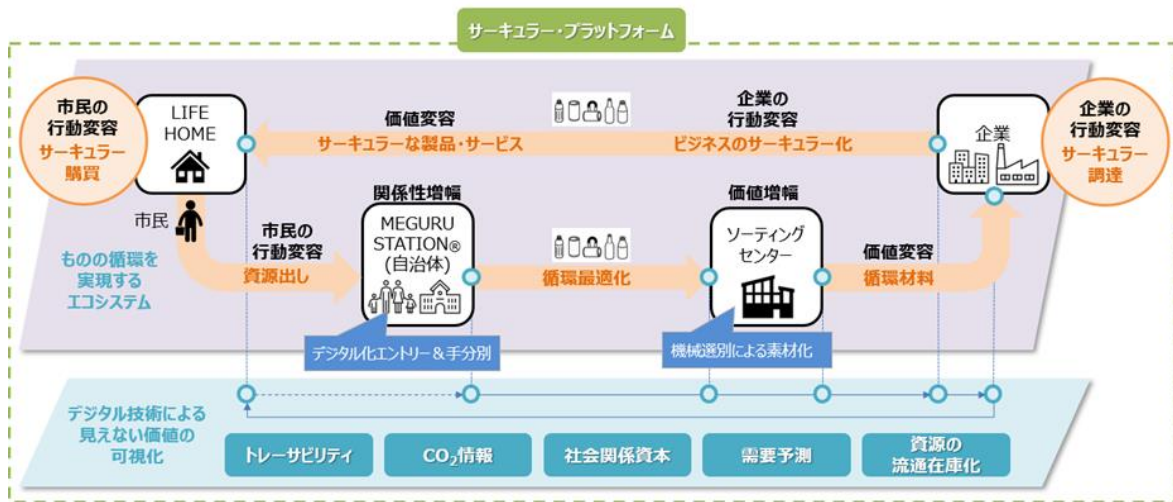 サーキュラー・プラットフォーム
市民の
行動変容
サーキュラー
購買
LIFE
HOME
価値変容
サーキュラーな製品・サービス
企業の
行動変容
ビジネスのサーキュラー化
企業
企業の
行動変容
サーキュラー
調達
市民
市民の
行動変容
資源出し
関係性増幅
MEGURU
STATION®
(自治体)
循環最適化
価値増幅
ソーティング
センター
価値変容
循環材料
ものの循環を
実現する
エコシステム
デジタル化エントリー＆手分別
機械選別による素材化
デジタル技術による
見えない価値の
可視化
トレーサビリティ
CO₂情報
社会関係資本
需要予測
資源の
流通在庫化